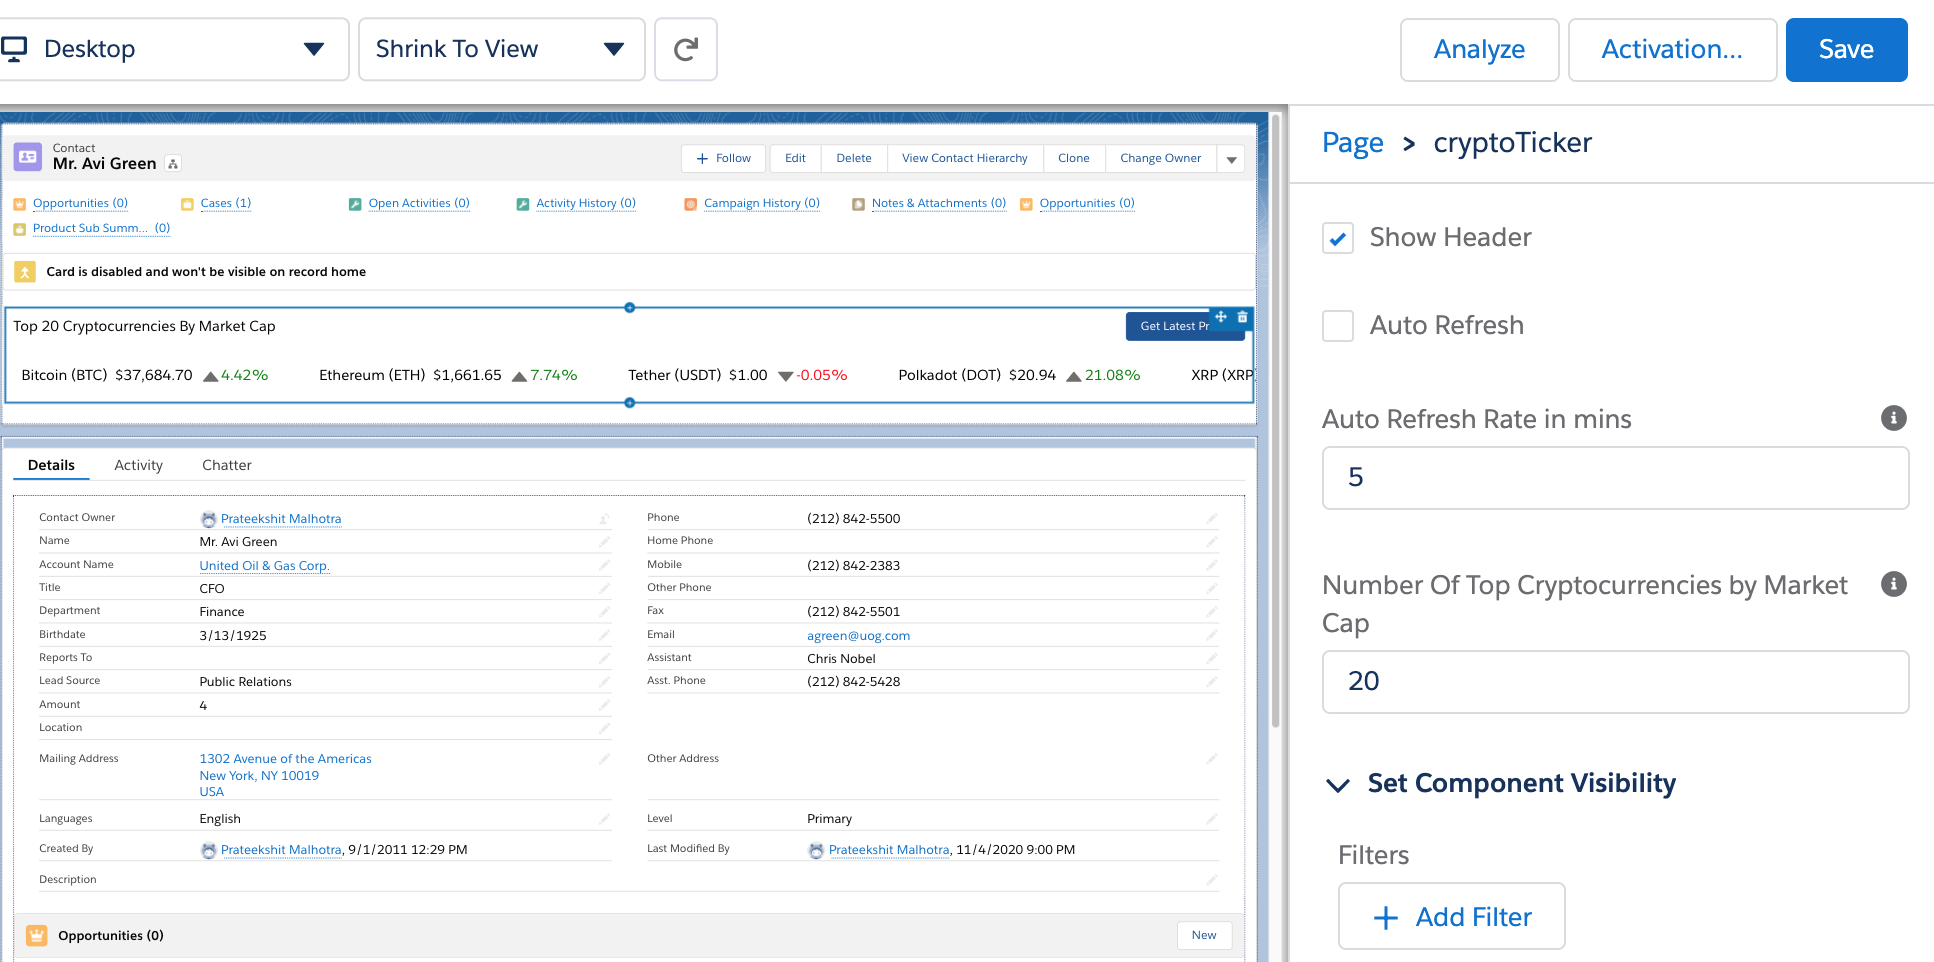 Desktop
Shrink To View
Analyze
Activation...
Save
Contact
Mr. Avi Green
Follow
Edit
Delete
View Contact Hierarchy
Clone
Change Owner
Opportunities (0)
Cases (1)
Open Activities (0)
Activity History (0)
Campaign History (0)
Notes & Attachments (0)
Opportunities (0)
Product Sub Summ... (0)
Card is disabled and won't be visible on record home
Top 20 Cryptocurrencies By Market Cap
Get Latest Pr
Bitcoin (BTC) $37,684.70 4.42%
Ethereum (ETH) $1,661.65 7.74%
Tether (USDT) $1.00 -0.05%
Polkadot (DOT) $20.94 21.08%
XRP (XRP
Details
Activity
Chatter
Contact Owner Prateekshit Malhotra
Phone (212) 842-5500
Name Mr. Avi Green
Home Phone
Account Name United Oil & Gas Corp.
Mobile (212) 842-2383
Title CFO
Other Phone
Department Finance
Fax (212) 842-5501
Birthdate 3/13/1925
Email agreen@uog.com
Reports To
Assistant Chris Nobel
Lead Source Public Relations
Asst. Phone (212) 842-5428
Amount 4
Location
Mailing Address 1302 Avenue of the Americas
New York, NY 10019
USA
Other Address
Languages English
Level Primary
Created By Prateekshit Malhotra, 9/1/2011 12:29 PM
Last Modified By Prateekshit Malhotra, 11/4/2020 9:00 PM
Description
Opportunities (0)
New
Page > cryptoTicker
Show Header
Auto Refresh
Auto Refresh Rate in mins
5
Number Of Top Cryptocurrencies by Market
Cap
20
Set Component Visibility
Filters
Add Filter